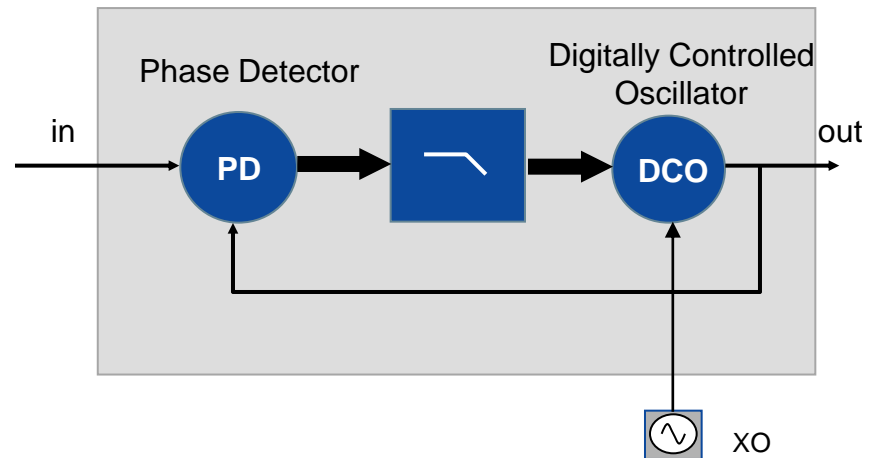 Phase Detector
Digitally Controlled
Oscillator
in
out
PD
DCO
XO